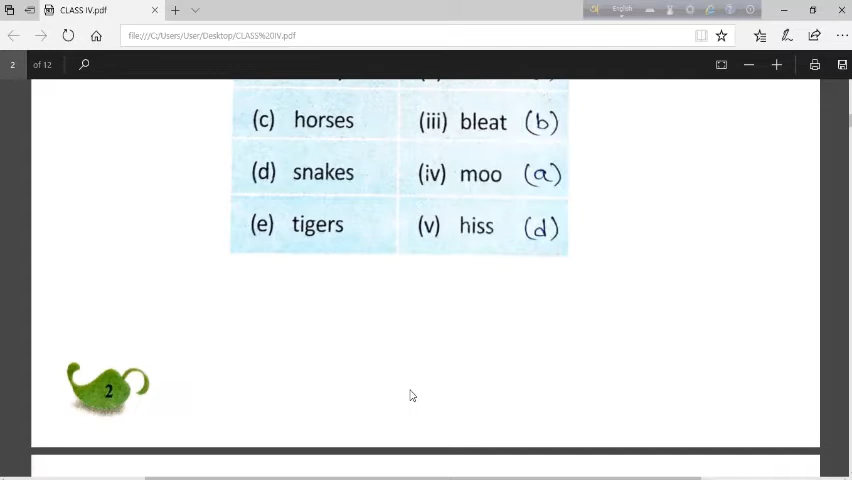 CLASS IV.pdf
English
file:///C:/Users/User/Desktop/CLASS%20IV.pdf
2 of 12
(c) horses (iii) bleat (b)
(d) snakes (iv) moo (a)
(e) tigers (v) hiss (d)
2